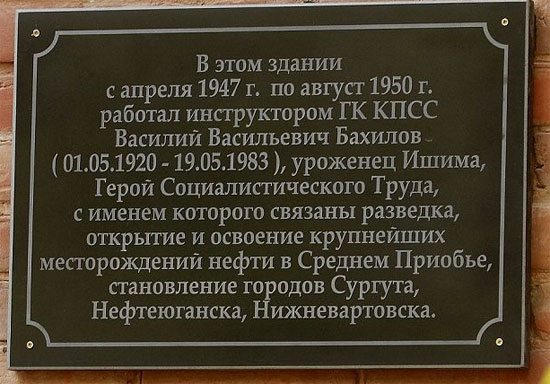 В этом здании
с апреля 1947 г. по август 1950 г.
работал инструктором ГК КПСС
Василий Васильевич Бахилов
( 01.05.1920 - 19.05.1983 ), уроженец Ишима,
Герой Социалистического Труда,
с именем которого связаны разведка,
открытие и освоение крупнейших
месторождений нефти в Среднем Приобье,
становление городов Сургута,
Нефтеюганска, Нижневартовска.